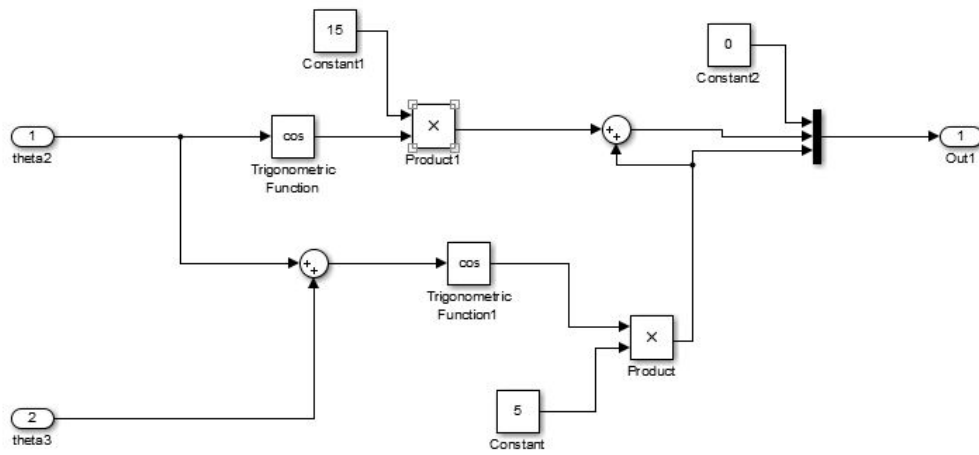 15
Constant1
0
Constant2
1
theta2
cos
Trigonometric
Function
×
Product1
+
+
1
Out1
+
+
cos
Trigonometric
Function1
×
Product
5
Constant
2
theta3